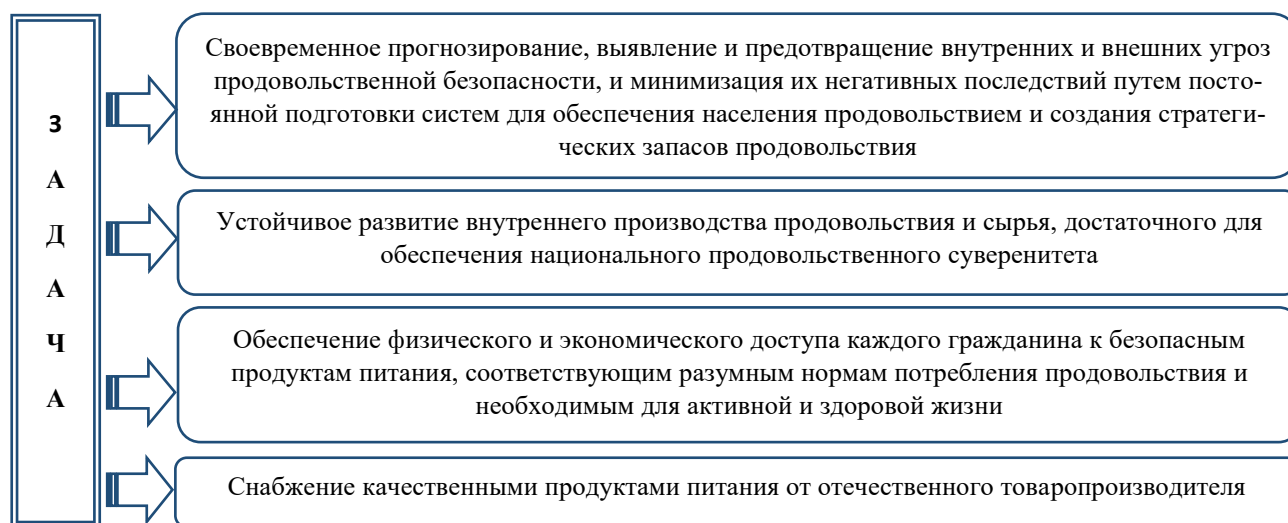 З
А
Д
А
Ч
А
Своевременное прогнозирование, выявление и предотвращение внутренних и внешних угроз
продовольственной безопасности, и минимизация их негативных последствий путем посто-
янной подготовки систем для обеспечения населения продовольствием и создания стратеги-
ческих запасов продовольствия
Устойчивое развитие внутреннего производства продовольствия и сырья, достаточного для
обеспечения национального продовольственного суверенитета
Обеспечение физического и экономического доступа каждого гражданина к безопасным
продуктам питания, соответствующим разумным нормам потребления продовольствия и
необходимым для активной и здоровой жизни
Снабжение качественными продуктами питания от отечественного товаропроизводителя